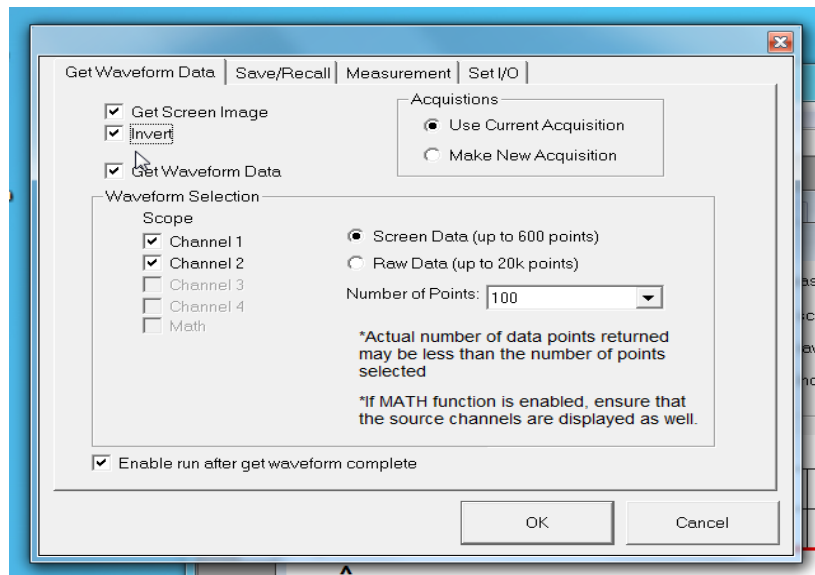 Get Waveform Data Save/Recall Measurement Set I/O
Get Screen Image
Invert
Get Waveform Data
Acquistions
Use Current Acquisition
Make New Acquisition
Waveform Selection
Scope
Channel 1
Channel 2
Channel 3
Channel 4
Math
Screen Data (up to 600 points)
Raw Data (up to 20k points)
Number of Points: 100
*Actual number of data points returned
may be less than the number of points
selected
*If MATH function is enabled, ensure that
the source channels are displayed as well.
Enable run after get waveform complete
OK Cancel